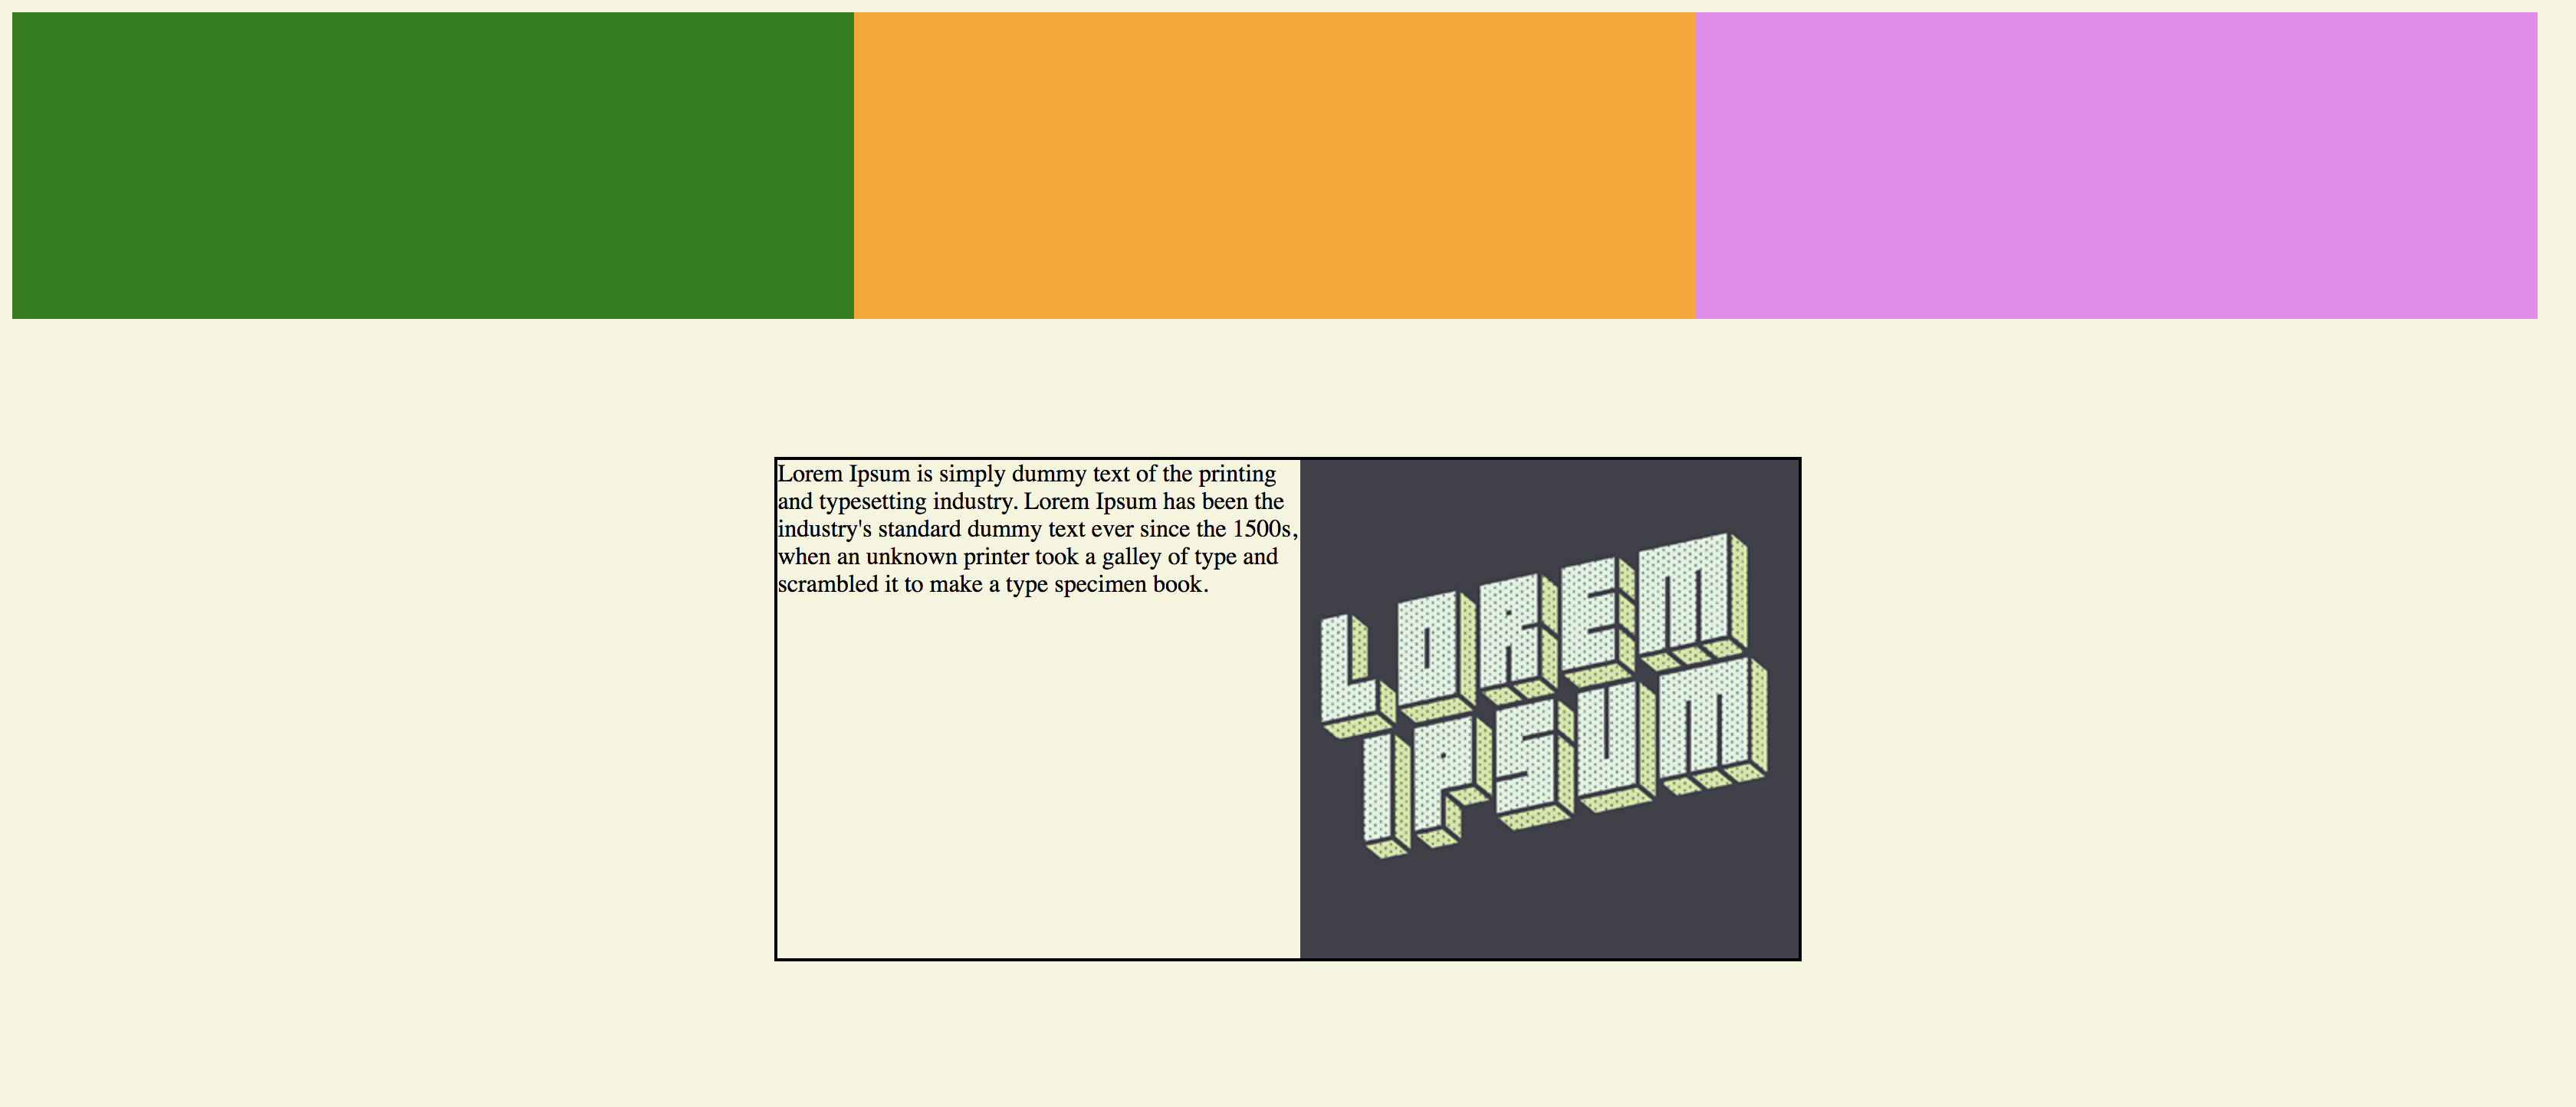 Lorem Ipsum is simply dummy text of the printing
and typesetting industry. Lorem Ipsum has been the
industry's standard dummy text ever since the 1500s,
when an unknown printer took a galley of type and
scrambled it to make a type specimen book.
LOREM
IPSUM